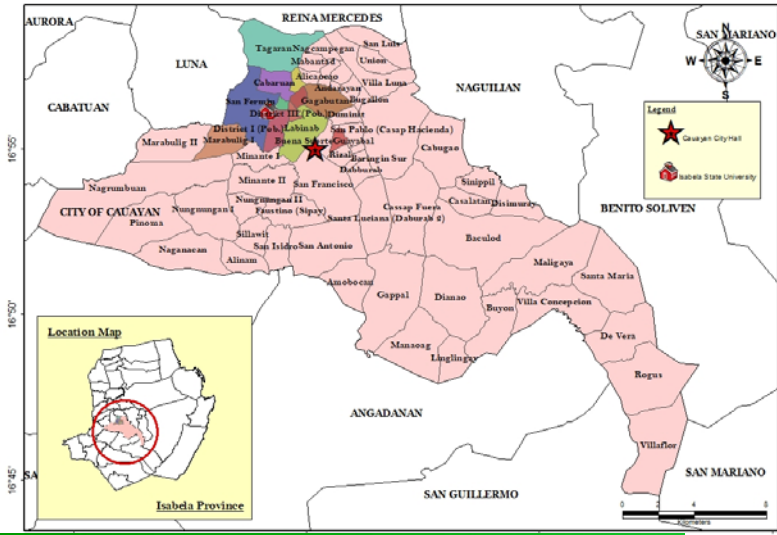 AURORA
REINA MERCEDES
SAN MARIANO
N
W
E
S
LUNA
Tagaran
Nagcampegan
San Luis
Mabantad
Union
NAGUILIAN
CABATUAN
Cabaruan
Alicaocao
Villa Luna
Andarayan
San Fermin
Gagabutan
Bugallon
District III (Pob.)
Duminit
Legend
Cauayan City Hall
Isabela State University
District I (Pob.)
Labinab
San Pablo (Casap Hacienda)
Marabulig II
Marabulig I
Buena Suerte
Guayabal
Cabugao
16°55'
Minante I
Rizal
Baringin Sur
Dabburab
Nagrumbuan
Minante II
San Francisco
Sinippil
CITY OF CAUAYAN
Nungnungan I
Nungnungan II
Faustino (Sipay)
Cassap Fuera
Casalatan
Disimuray
BENITO SOLIVEN
Pinoma
Santa Luciana
(Daburab 2)
Sillawit
Baculod
Naganacan
San Isidro
San Antonio
Alinam
Maligaya
Santa Maria
Amobocan
Gappal
Dianao
Buyon
Villa Concepcion
16°50'
Location Map
De Vera
Manaoag
Linglingay
Rogus
ANGADANAN
Villaflor
16°45'
SA
SAN MARIANO
SAN GUILLERMO
Isabela Province
0
2
4
8
Kilometers